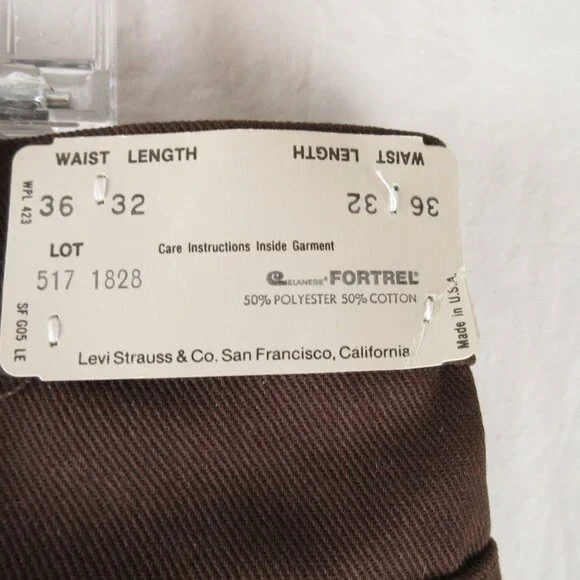 WAIST LENGTH
36 32
WAIST LENGTH
36 32
WPL 423
LOT
517 1828
Care Instructions Inside Garment
CELANESE® FORTREL®
50% POLYESTER 50% COTTON
SF G05 LE
Made in U.S.A.
Levi Strauss & Co. San Francisco, California